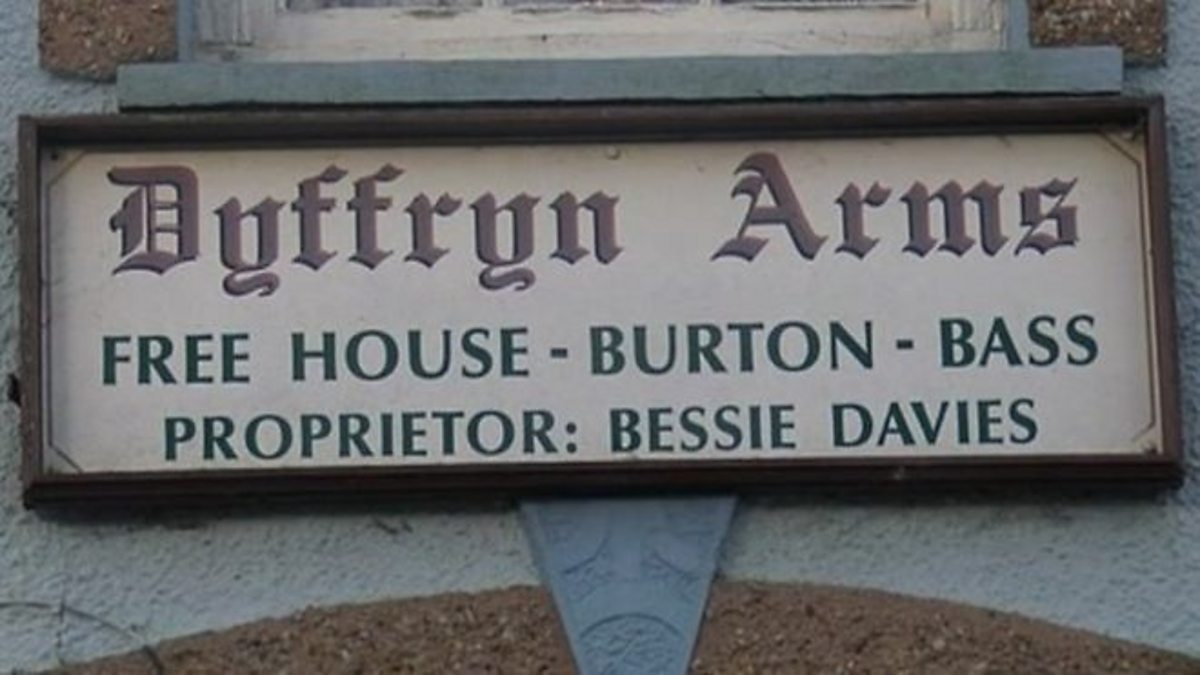 Dyffryn Arms
FREE HOUSE - BURTON - BASS
PROPRIETOR: BESSIE DAVIES